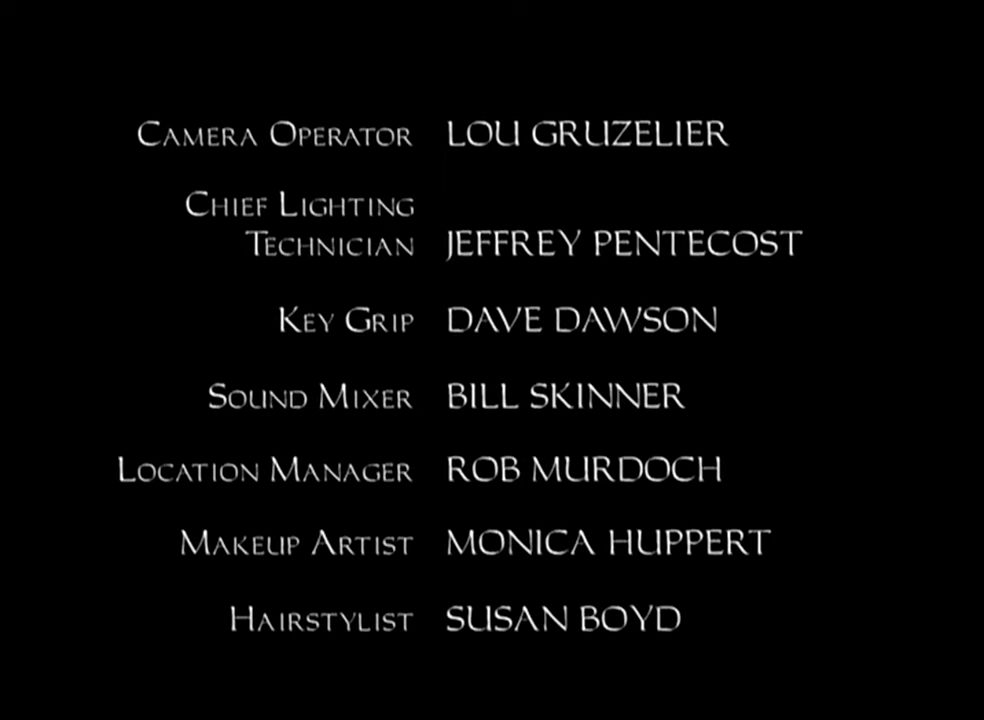 Camera Operator LOU GRUZELIER
Chief Lighting
Technician JEFFREY PENTECOST
Key Grip DAVE DAWSON
Sound Mixer BILL SKINNER
Location Manager ROB MURDOCH
Makeup Artist MONICA HUPPERT
Hairstylist SUSAN BOYD